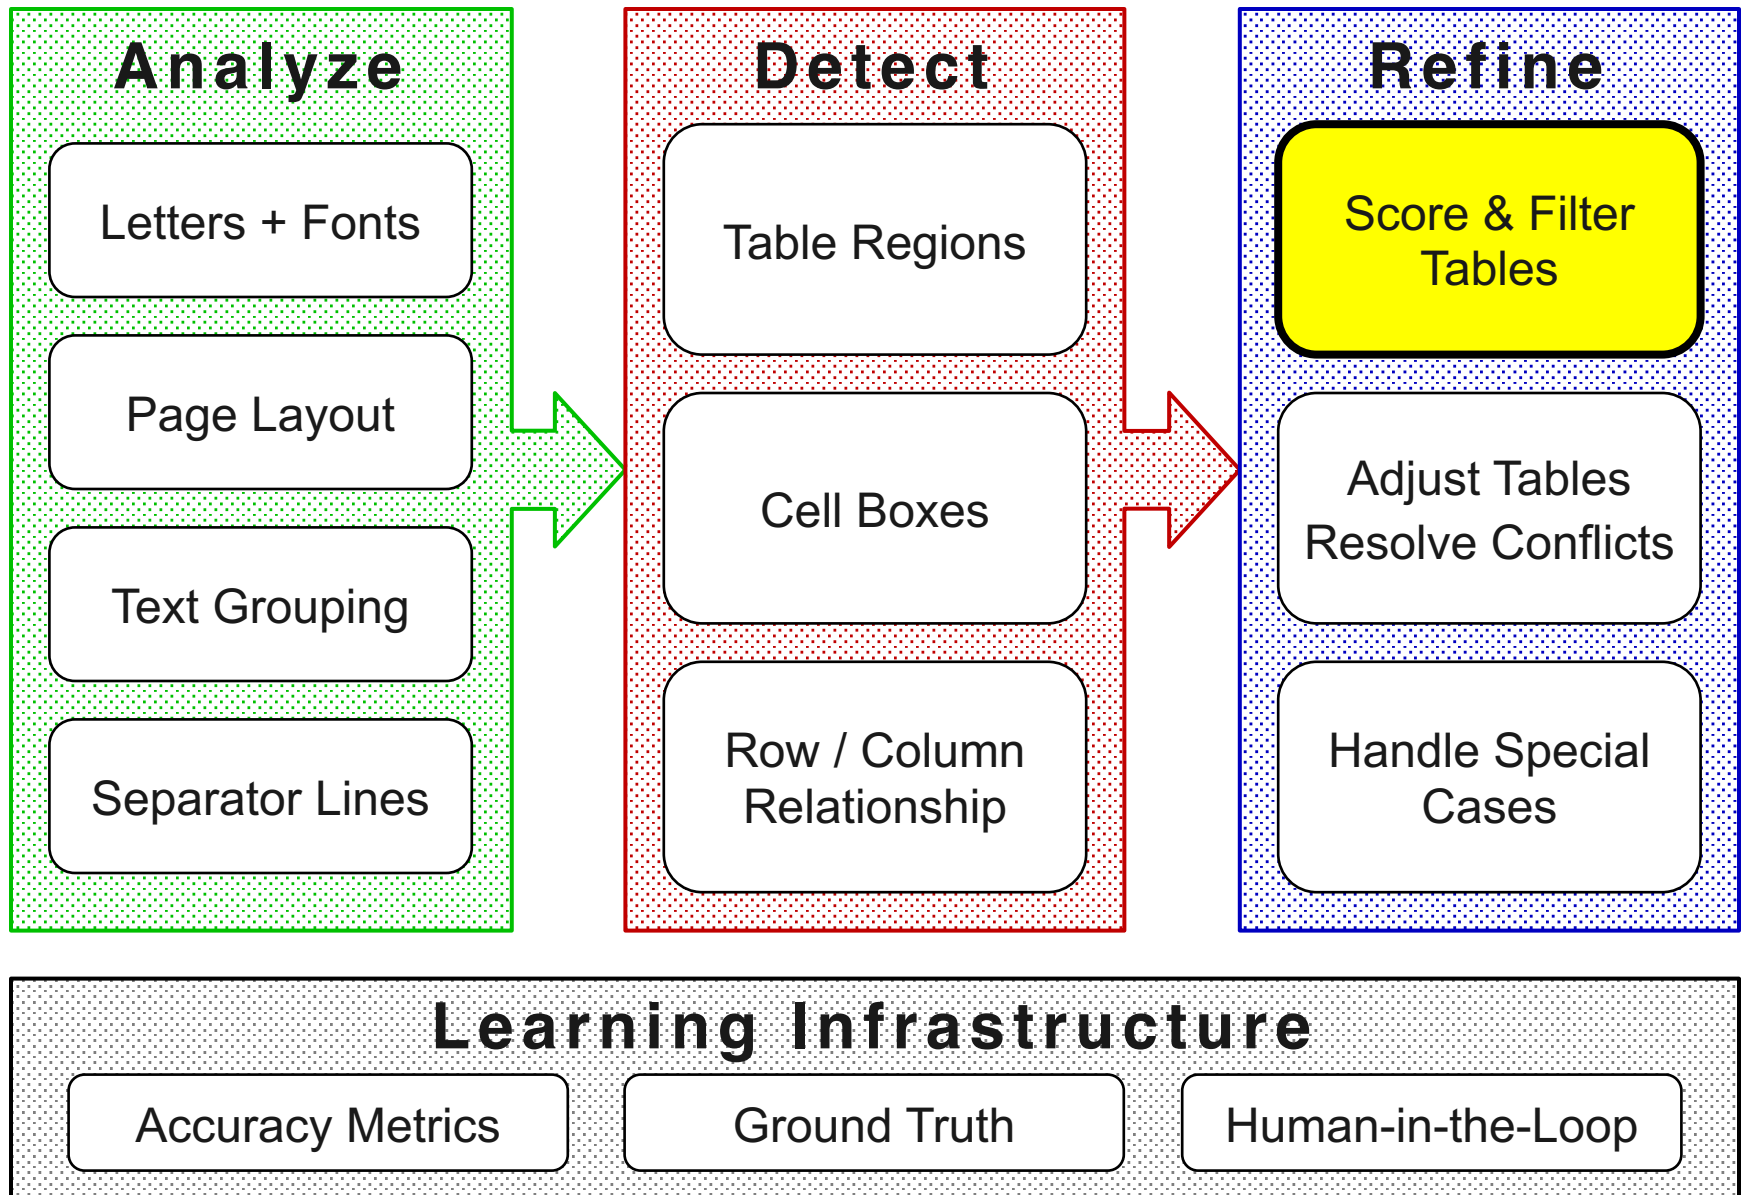 Analyze
Letters + Fonts
Page Layout
Text Grouping
Separator Lines
Detect
Table Regions
Cell Boxes
Row / Column
Relationship
Refine
Score & Filter
Tables
Adjust Tables
Resolve Conflicts
Handle Special
Cases
Learning Infrastructure
Accuracy Metrics
Ground Truth
Human-in-the-Loop